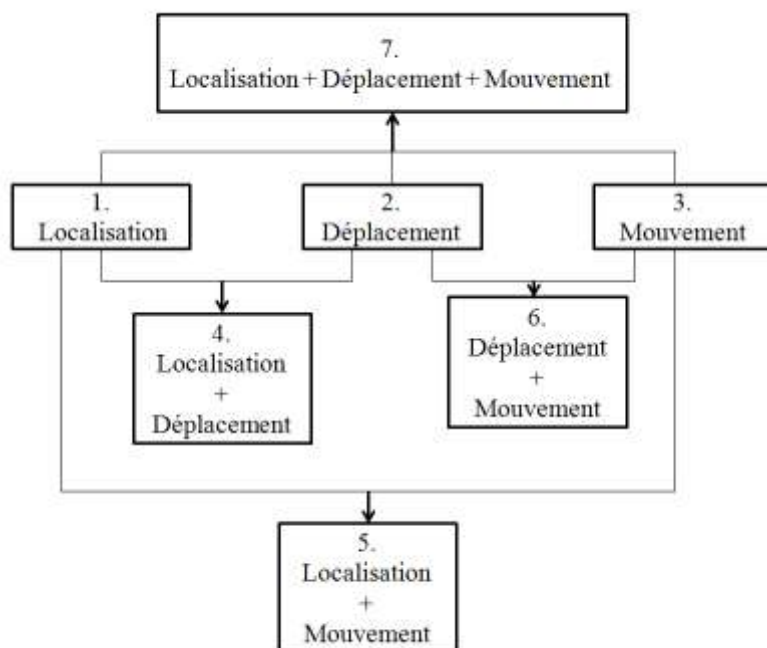 7.
Localisation + Déplacement + Mouvement
1.
Localisation
2.
Déplacement
3.
Mouvement
4.
Localisation
+
Déplacement
6.
Déplacement
+
Mouvement
5.
Localisation
+
Mouvement